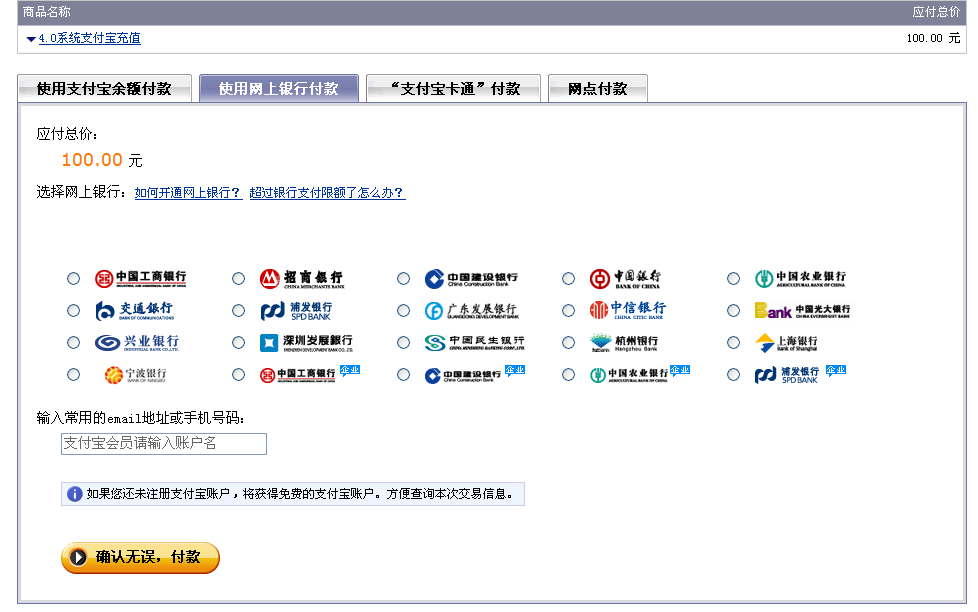 商品名称 应付总价
4.0系统支付宝充值 100.00 元
使用支付宝余额付款 使用网上银行付款 “支付宝卡通”付款 网点付款
应付总价：
100.00 元
选择网上银行： 如何开通网上银行？ 超过银行支付限额了怎么办？
中国工商银行 招商银行 CHINA MERCHANTS BANK 中国建设银行 China Construction Bank 中国银行 BANK OF CHINA 中国农业银行 AGRICULTURAL BANK OF CHINA
交通银行 BANK OF COMMUNICATIONS 浦发银行 SPD BANK 广东发展银行 GUANGDONG DEVELOPMENT BANK 中信银行 CHINA CITIC BANK Bank 中国光大银行 CHINA EVERBRIGHT BANK
兴业银行 INDUSTRIAL BANK CO.,LTD. 深圳发展銀行 SHENZHEN DEVELOPMENT BANK CO., LTD. 中国民生银行 CHINA MINSHENG BANKING CORP.,LTD. 杭州银行 Hangzhou Bank 上海银行 Bank of Shanghai
宁波银行 BANK OF NINGBO 中国工商银行 企业 中国建设银行 China Construction Bank 企业 中国农业银行 AGRICULTURAL BANK OF CHINA 企业 浦发银行 SPD BANK 企业
输入常用的email地址或手机号码：
支付宝会员请输入账户名
如果您还未注册支付宝账户，将获得免费的支付宝账户。方便查询本次交易信息。
确认无误，付款